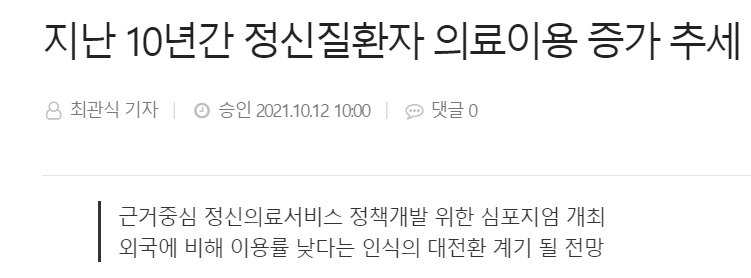 지난 10년간 정신질환자 의료이용 증가 추세
최관식 기자 | 승인 2021.10.12 10:00 | 댓글 0
근거중심 정신의료서비스 정책개발 위한 심포지엄 개최
외국에 비해 이용률 낮다는 인식의 대전환 계기 될 전망